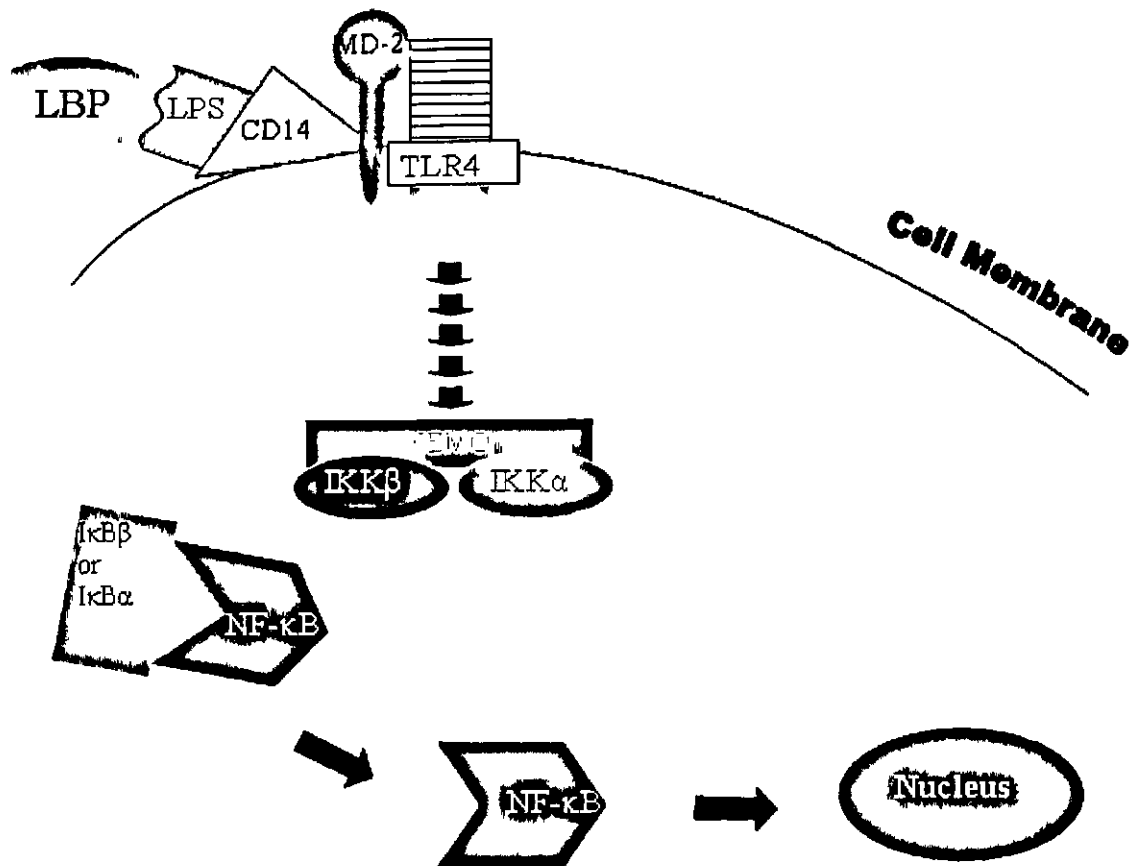 MD-2
LBP
LPS
CD14
TLR4
Cell Membrane
IKKβ
IKKα
IκBβ
or
IκBα
NF-κB
NF-κB
Nucleus